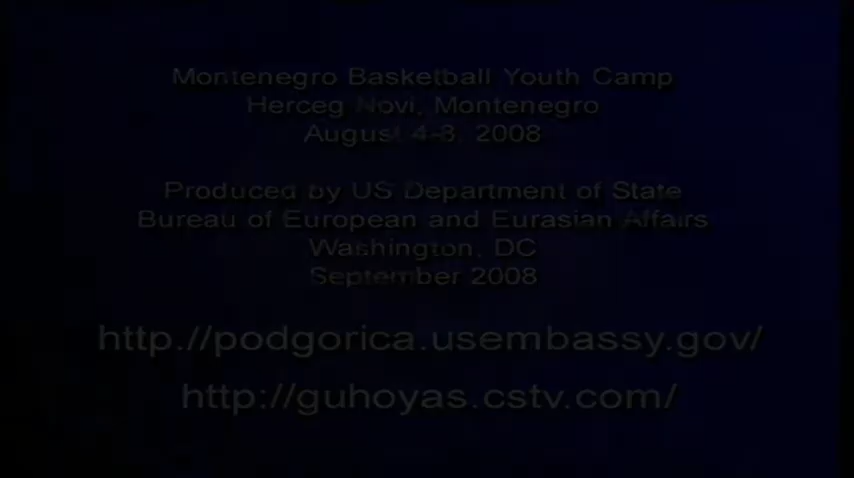 Montenegro Basketball Youth Camp
Herceg Novi, Montenegro
August 4-8, 2008
Produced by US Department of State
Bureau of European and Eurasian Affairs
Washington, DC
September 2008
http://podgorica.usembassy.gov/
http://guhoyas.cstv.com/